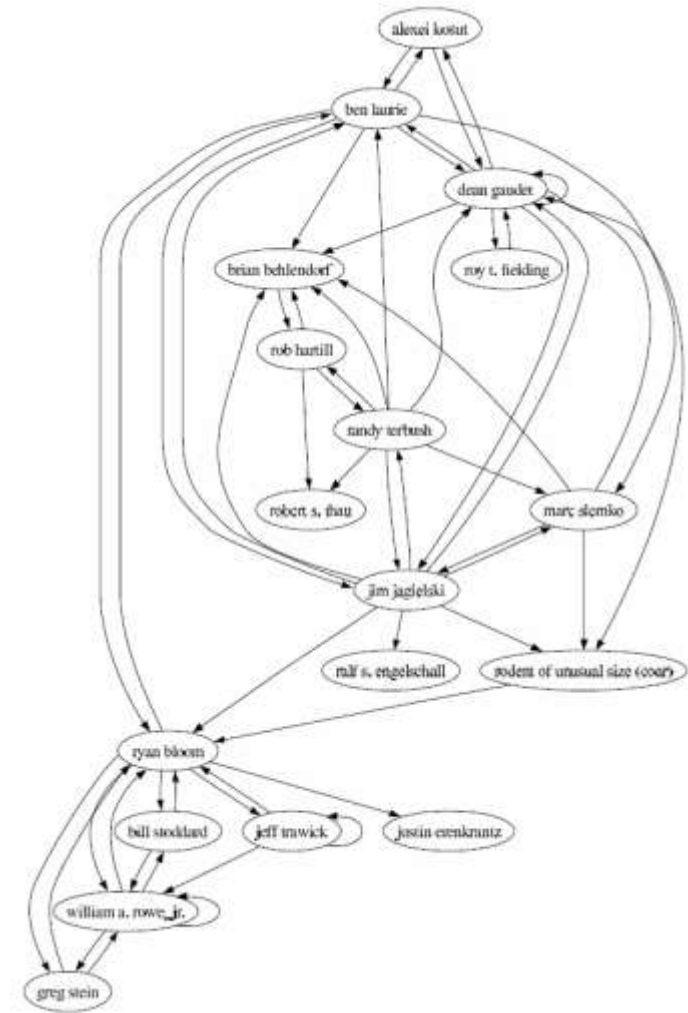 alexei kosut
ben laurie
dean gaudet
brian behlendorf
roy t. fielding
rob hartill
randy terbush
robert s. thau
marc slemko
jim jagielski
ralf s. engelschall
rodent of unusual size (coar)
ryan bloom
bill stoddard
jeff trawick
justin erenkrantz
william a. rowe, jr.
greg stein